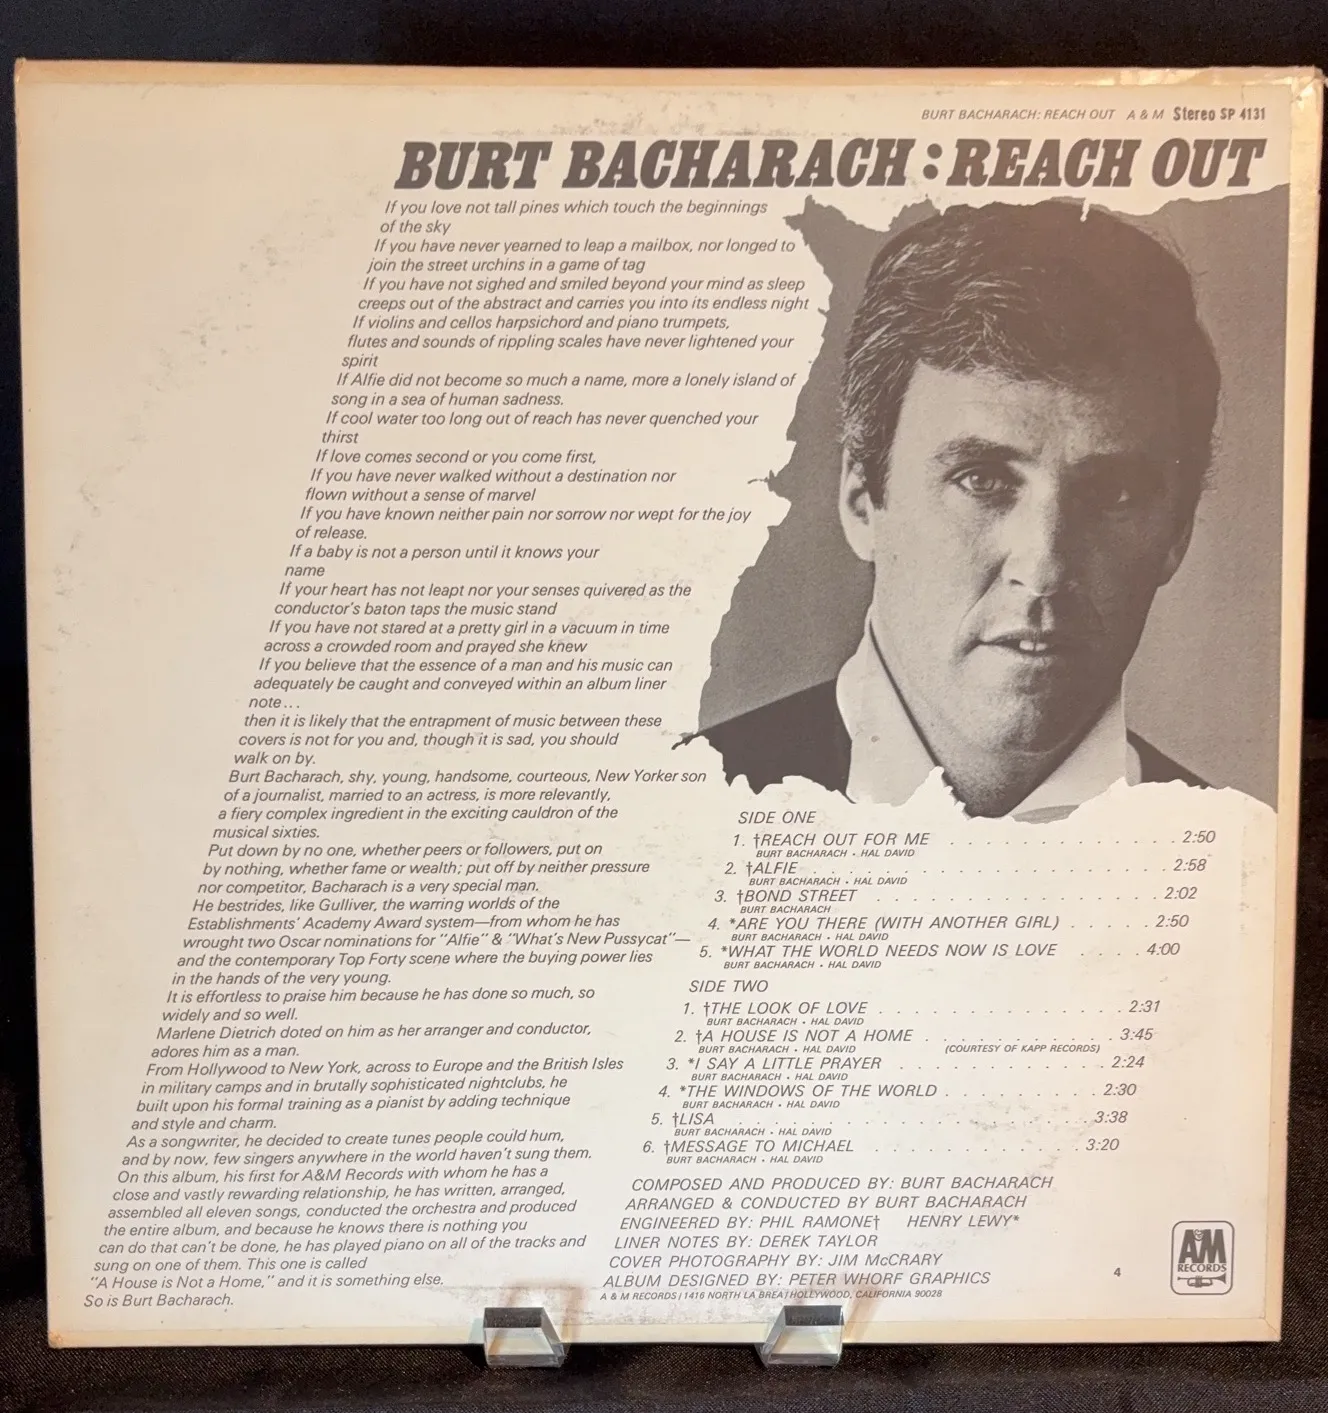 BURT BACHARACH: REACH OUT A & M Stereo SP 4131
BURT BACHARACH : REACH OUT
If you love not tall pines which touch the beginnings
of the sky
If you have never yearned to leap a mailbox, nor longed to
join the street urchins in a game of tag
If you have not sighed and smiled beyond your mind as sleep
creeps out of the abstract and carries you into its endless night
If violins and cellos harpsichord and piano trumpets,
flutes and sounds of rippling scales have never lightened your
spirit
If Alfie did not become so much a name, more a lonely island of
song in a sea of human sadness.
If cool water too long out of reach has never quenched your
thirst
If love comes second or you come first,
If you have never walked without a destination nor
flown without a sense of marvel
If you have known neither pain nor sorrow nor wept for the joy
of release.
If a baby is not a person until it knows your
name
If your heart has not leapt nor your senses quivered as the
conductor's baton taps the music stand
If you have not stared at a pretty girl in a vacuum in time
across a crowded room and prayed she knew
If you believe that the essence of a man and his music can
adequately be caught and conveyed within an album liner
note...
then it is likely that the entrapment of music between these
covers is not for you and, though it is sad, you should
walk on by.
Burt Bacharach, shy, young, handsome, courteous, New Yorker son
of a journalist, married to an actress, is more relevantly,
a fiery complex ingredient in the exciting cauldron of the
musical sixties.
Put down by no one, whether peers or followers, put on
by nothing, whether fame or wealth; put off by neither pressure
nor competitor, Bacharach is a very special man.
He bestrides, like Gulliver, the warring worlds of the
Establishments' Academy Award system—from whom he has
wrought two Oscar nominations for "Alfie" & "What's New Pussycat"—
and the contemporary Top Forty scene where the buying power lies
in the hands of the very young.
It is effortless to praise him because he has done so much, so
widely and so well.
Marlene Dietrich doted on him as her arranger and conductor,
adores him as a man.
From Hollywood to New York, across to Europe and the British Isles
in military camps and in brutally sophisticated nightclubs, he
built upon his formal training as a pianist by adding technique
and style and charm.
As a songwriter, he decided to create tunes people could hum,
and by now, few singers anywhere in the world haven't sung them.
On this album, his first for A&M Records with whom he has a
close and vastly rewarding relationship, he has written, arranged,
assembled all eleven songs, conducted the orchestra and produced
the entire album, and because he knows there is nothing you
can do that can't be done, he has played piano on all of the tracks and
sung on one of them. This one is called
"A House is Not a Home," and it is something else.
So is Burt Bacharach.
SIDE ONE
1. †REACH OUT FOR ME . . . . . . . . . . . . . 2:50
BURT BACHARACH • HAL DAVID
2. †ALFIE . . . . . . . . . . . . . . . . . . . . . 2:58
BURT BACHARACH • HAL DAVID
3. †BOND STREET . . . . . . . . . . . . . . . . . 2:02
BURT BACHARACH
4. *ARE YOU THERE (WITH ANOTHER GIRL) . . . . . 2:50
BURT BACHARACH • HAL DAVID
5. *WHAT THE WORLD NEEDS NOW IS LOVE . . . . 4:00
BURT BACHARACH • HAL DAVID
SIDE TWO
1. †THE LOOK OF LOVE . . . . . . . . . . . . . . 2:31
BURT BACHARACH • HAL DAVID
2. †A HOUSE IS NOT A HOME . . . . . . . . . . 3:45
BURT BACHARACH • HAL DAVID (COURTESY OF KAPP RECORDS)
3. *I SAY A LITTLE PRAYER . . . . . . . . . . . . 2:24
BURT BACHARACH • HAL DAVID
4. *THE WINDOWS OF THE WORLD . . . . . . . . . 2:30
BURT BACHARACH • HAL DAVID
5. †LISA . . . . . . . . . . . . . . . . . . . . . 3:38
BURT BACHARACH • HAL DAVID
6. †MESSAGE TO MICHAEL . . . . . . . . . . . . 3:20
BURT BACHARACH • HAL DAVID
COMPOSED AND PRODUCED BY: BURT BACHARACH
ARRANGED & CONDUCTED BY BURT BACHARACH
ENGINEERED BY: PHIL RAMONE† HENRY LEWY*
LINER NOTES BY: DEREK TAYLOR
COVER PHOTOGRAPHY BY: JIM McCRARY
ALBUM DESIGNED BY: PETER WHORF GRAPHICS
A & M RECORDS / 1416 NORTH LA BREA / HOLLYWOOD, CALIFORNIA 90028
4
A&M
RECORDS